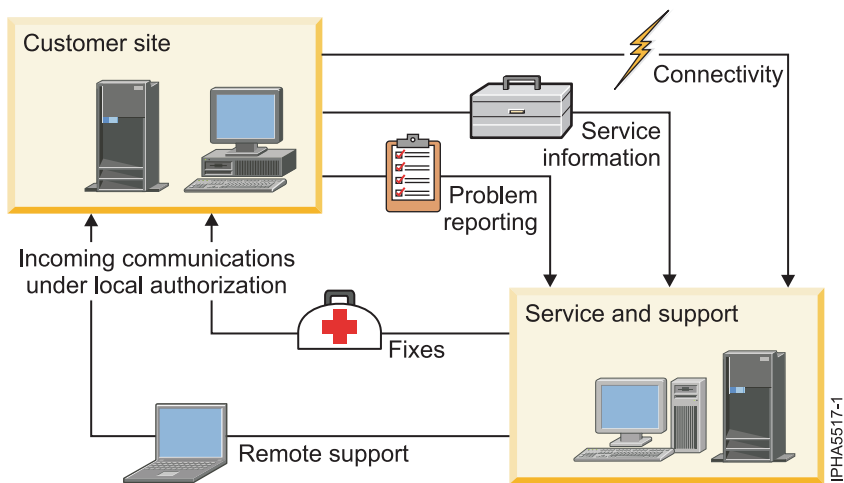 Customer site
Connectivity
Service
information
Problem
reporting
Incoming communications
under local authorization
Service and support
Fixes
Remote support
IPHA5517-1